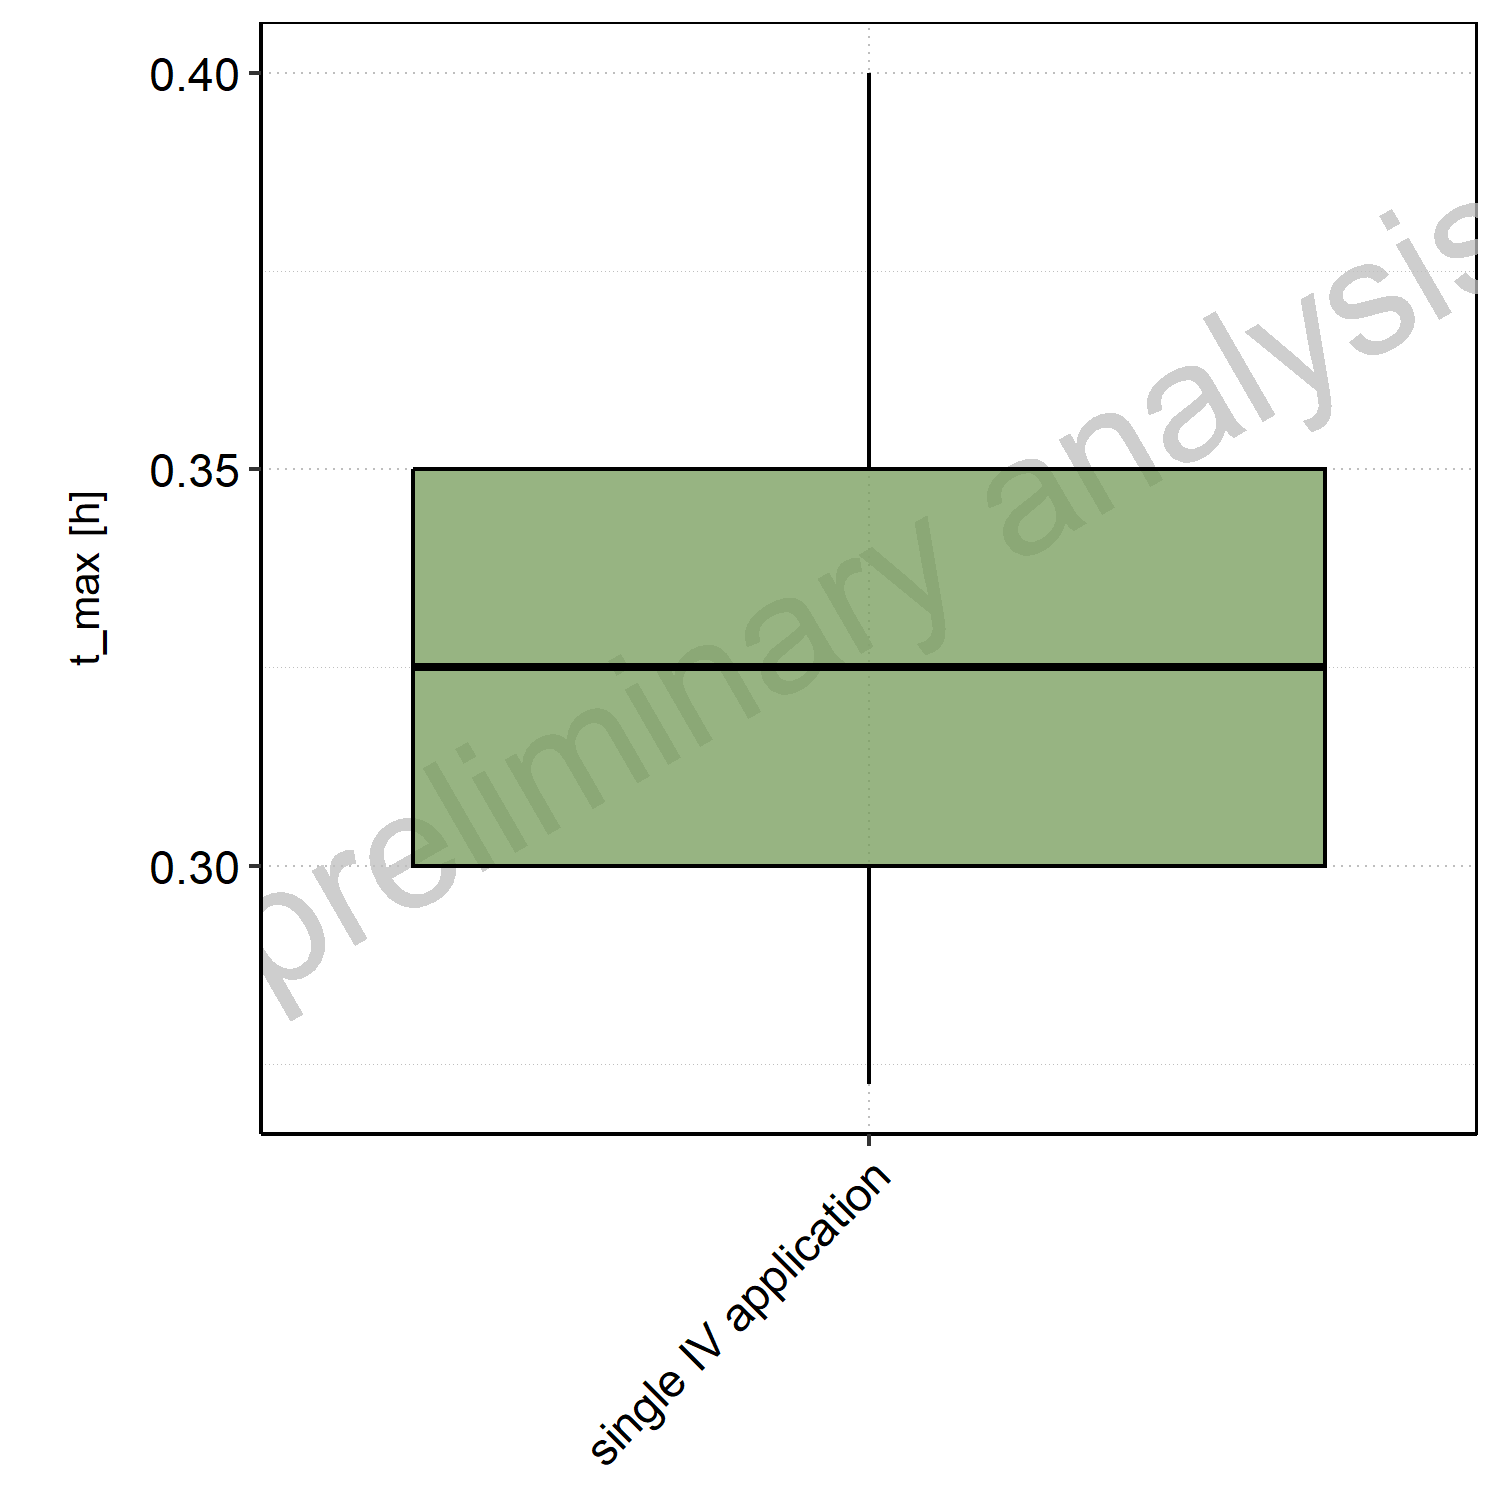 0.40
0.35
0.30
t_max [h]
preliminary analysis
single IV application